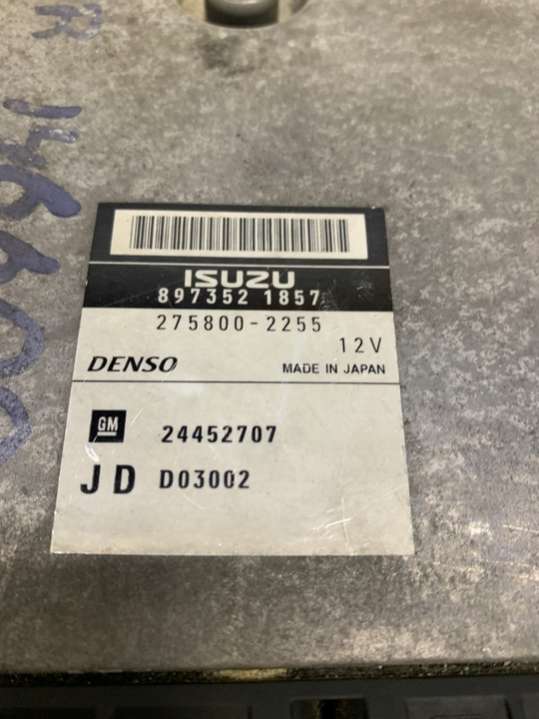 ISUZU
897352 1857
275800-2255
12V
DENSO MADE IN JAPAN
GM 24452707
JD D03002